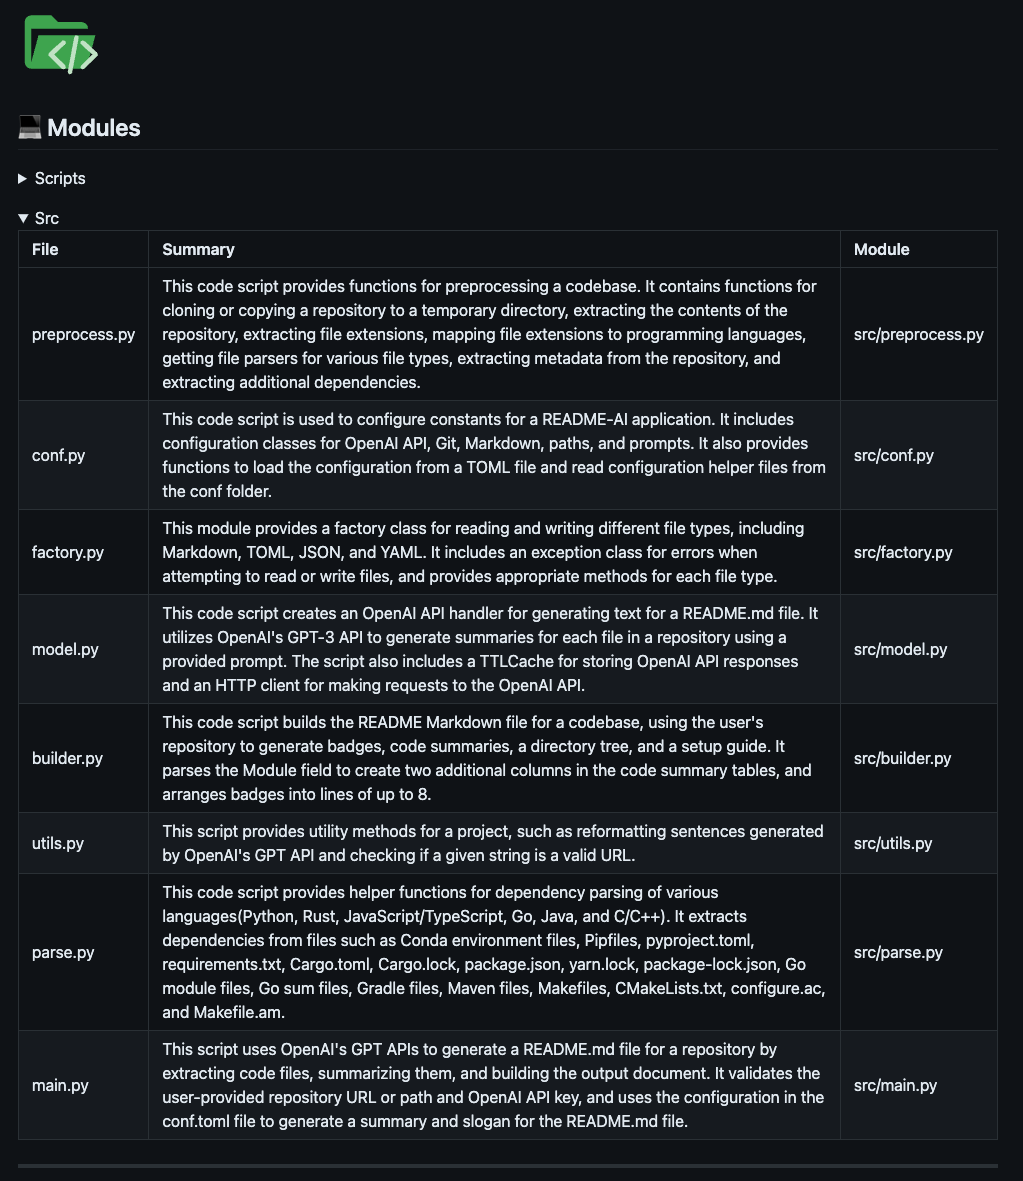 </>
Modules
Scripts
Src
File Summary Module
preprocess.py
This code script provides functions for preprocessing a codebase. It contains functions for
cloning or copying a repository to a temporary directory, extracting the contents of the
repository, extracting file extensions, mapping file extensions to programming languages,
getting file parsers for various file types, extracting metadata from the repository, and
extracting additional dependencies.
src/preprocess.py
conf.py
This code script is used to configure constants for a README-AI application. It includes
configuration classes for OpenAI API, Git, Markdown, paths, and prompts. It also provides
functions to load the configuration from a TOML file and read configuration helper files from
the conf folder.
src/conf.py
factory.py
This module provides a factory class for reading and writing different file types, including
Markdown, TOML, JSON, and YAML. It includes an exception class for errors when
attempting to read or write files, and provides appropriate methods for each file type.
src/factory.py
model.py
This code script creates an OpenAI API handler for generating text for a README.md file. It
utilizes OpenAI's GPT-3 API to generate summaries for each file in a repository using a
provided prompt. The script also includes a TTLCache for storing OpenAI API responses
and an HTTP client for making requests to the OpenAI API.
src/model.py
builder.py
This code script builds the README Markdown file for a codebase, using the user's
repository to generate badges, code summaries, a directory tree, and a setup guide. It
parses the Module field to create two additional columns in the code summary tables, and
arranges badges into lines of up to 8.
src/builder.py
utils.py
This script provides utility methods for a project, such as reformatting sentences generated
by OpenAI's GPT API and checking if a given string is a valid URL.
src/utils.py
parse.py
This code script provides helper functions for dependency parsing of various
languages(Python, Rust, JavaScript/TypeScript, Go, Java, and C/C++). It extracts
dependencies from files such as Conda environment files, Pipfiles, pyproject.toml,
requirements.txt, Cargo.toml, Cargo.lock, package.json, yarn.lock, package-lock.json, Go
module files, Go sum files, Gradle files, Maven files, Makefiles, CMakeLists.txt, configure.ac,
and Makefile.am.
src/parse.py
main.py
This script uses OpenAI's GPT APIs to generate a README.md file for a repository by
extracting code files, summarizing them, and building the output document. It validates the
user-provided repository URL or path and OpenAI API key, and uses the configuration in the
conf.toml file to generate a summary and slogan for the README.md file.
src/main.py